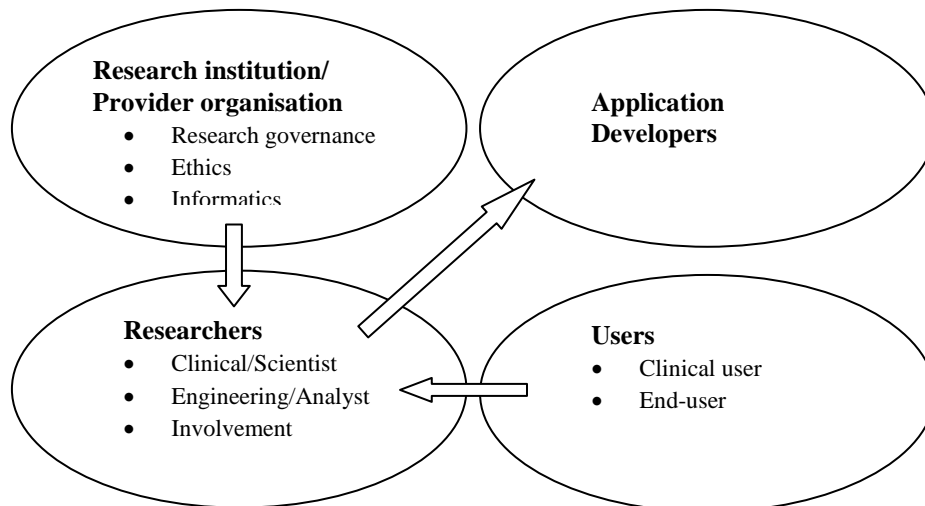 Research institution/
Provider organisation
• Research governance
• Ethics
• Informatics
Application
Developers
Researchers
• Clinical/Scientist
• Engineering/Analyst
• Involvement
Users
• Clinical user
• End-user